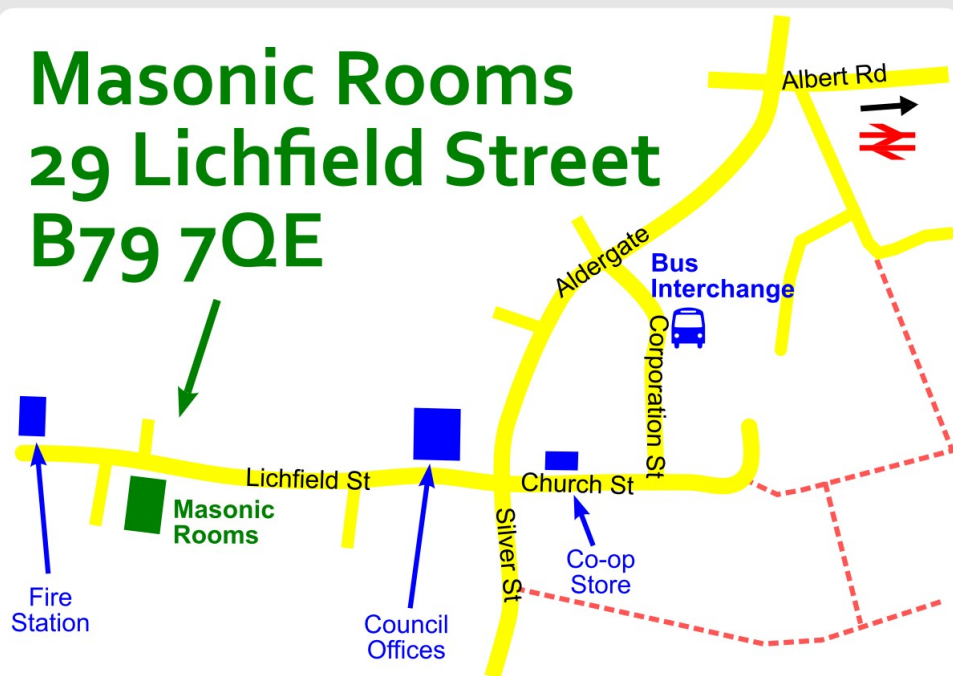 Masonic Rooms
29 Lichfield Street
B79 7QE
Albert Rd
Aldergate
Bus
Interchange
Corporation St
Lichfield St
Church St
Masonic
Rooms
Silver St
Co-op
Store
Fire
Station
Council
Offices